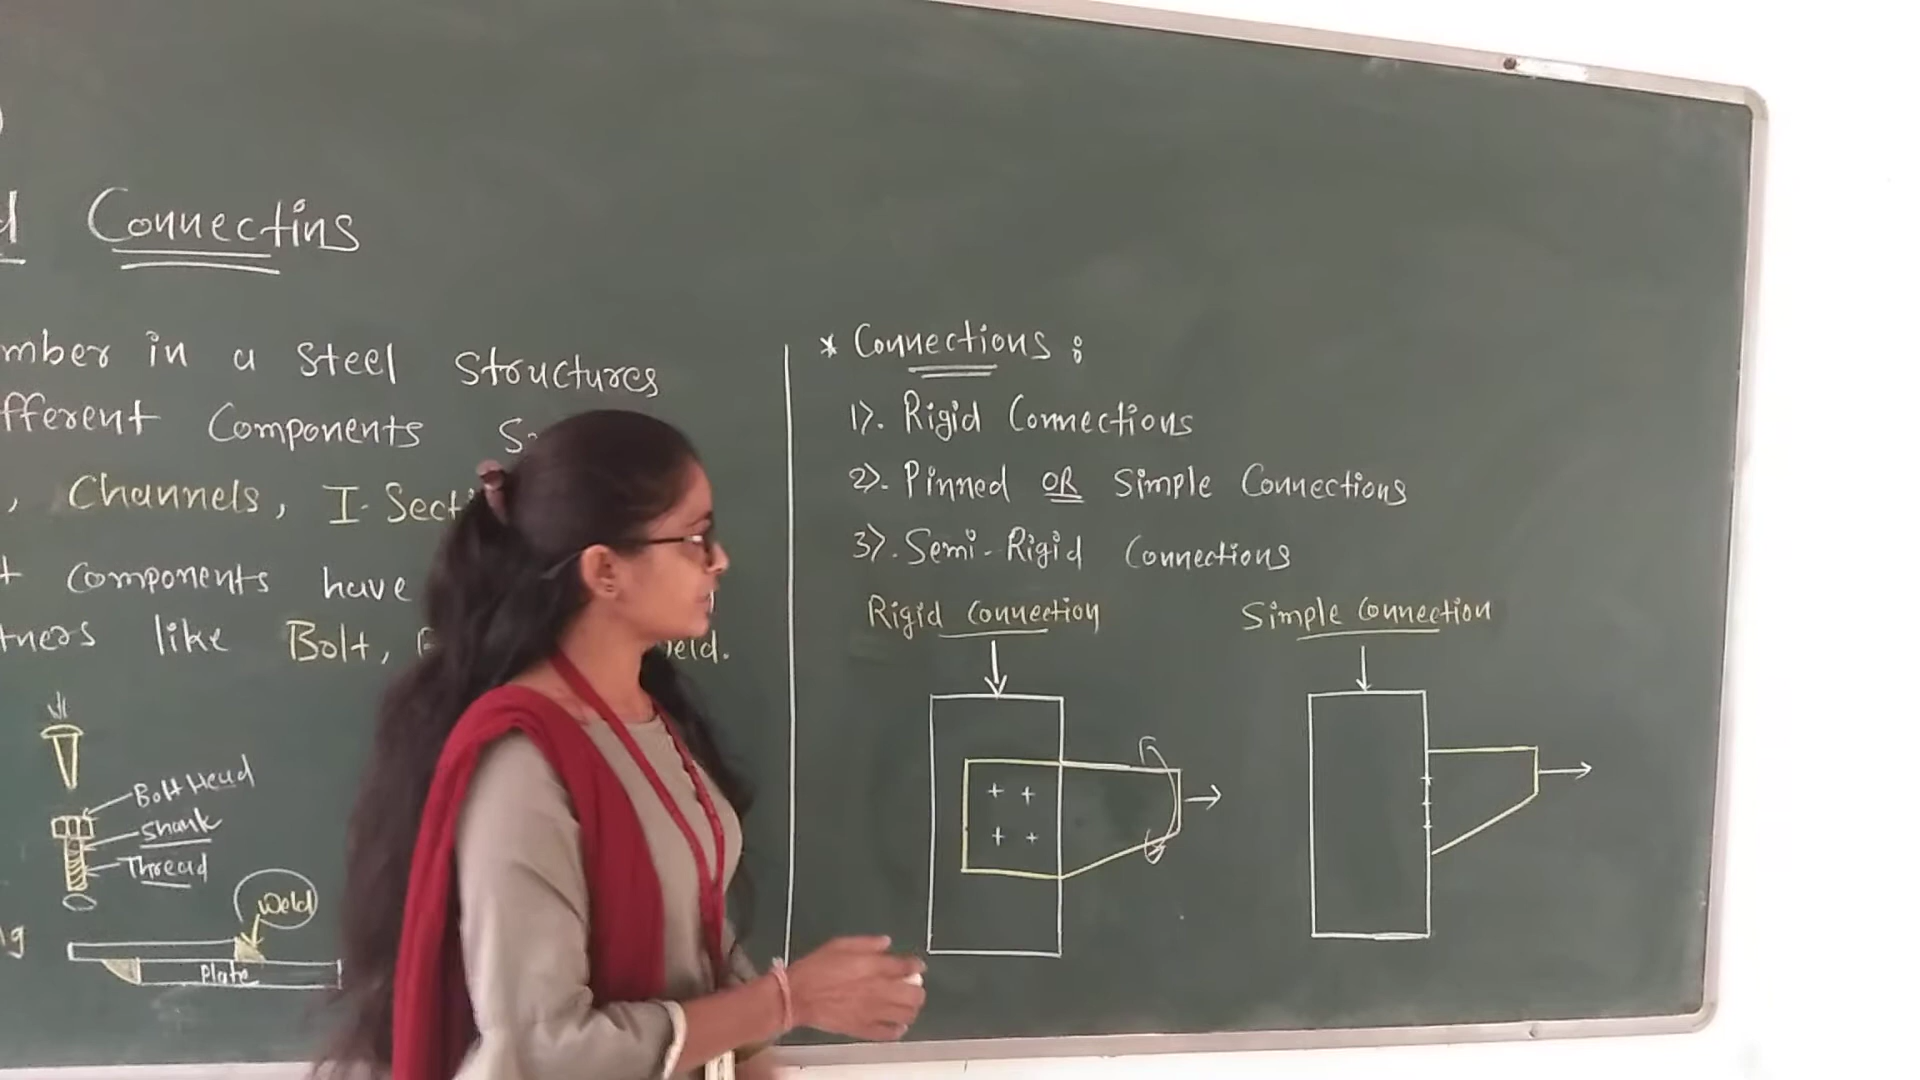 Connectins
mber in a Steel Structures
fferent Components
, Channels, I-Sect
t components have
tners like Bolt, eld.
Bolt Head
Shank
Thread
Weld
Plate
* Connections :
1). Rigid Connections
2). Pinned OR Simple Connections
3). Semi-Rigid Connections
Rigid Connection
Simple Connection